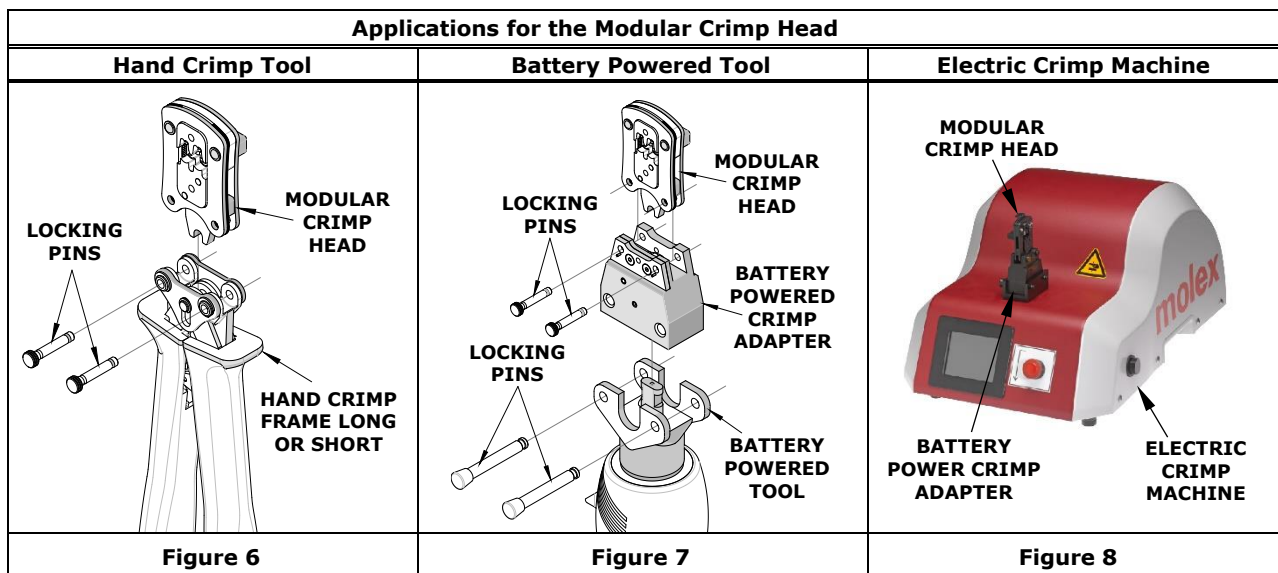 Applications for the Modular Crimp Head
Hand Crimp Tool
Battery Powered Tool
Electric Crimp Machine
MODULAR
CRIMP
HEAD
LOCKING
PINS
HAND CRIMP
FRAME LONG
OR SHORT
MODULAR
CRIMP
HEAD
LOCKING
PINS
BATTERY
POWERED
CRIMP
ADAPTER
LOCKING
PINS
BATTERY
POWERED
TOOL
MODULAR
CRIMP HEAD
molex
BATTERY
POWER CRIMP
ADAPTER
ELECTRIC
CRIMP
MACHINE
Figure 6
Figure 7
Figure 8